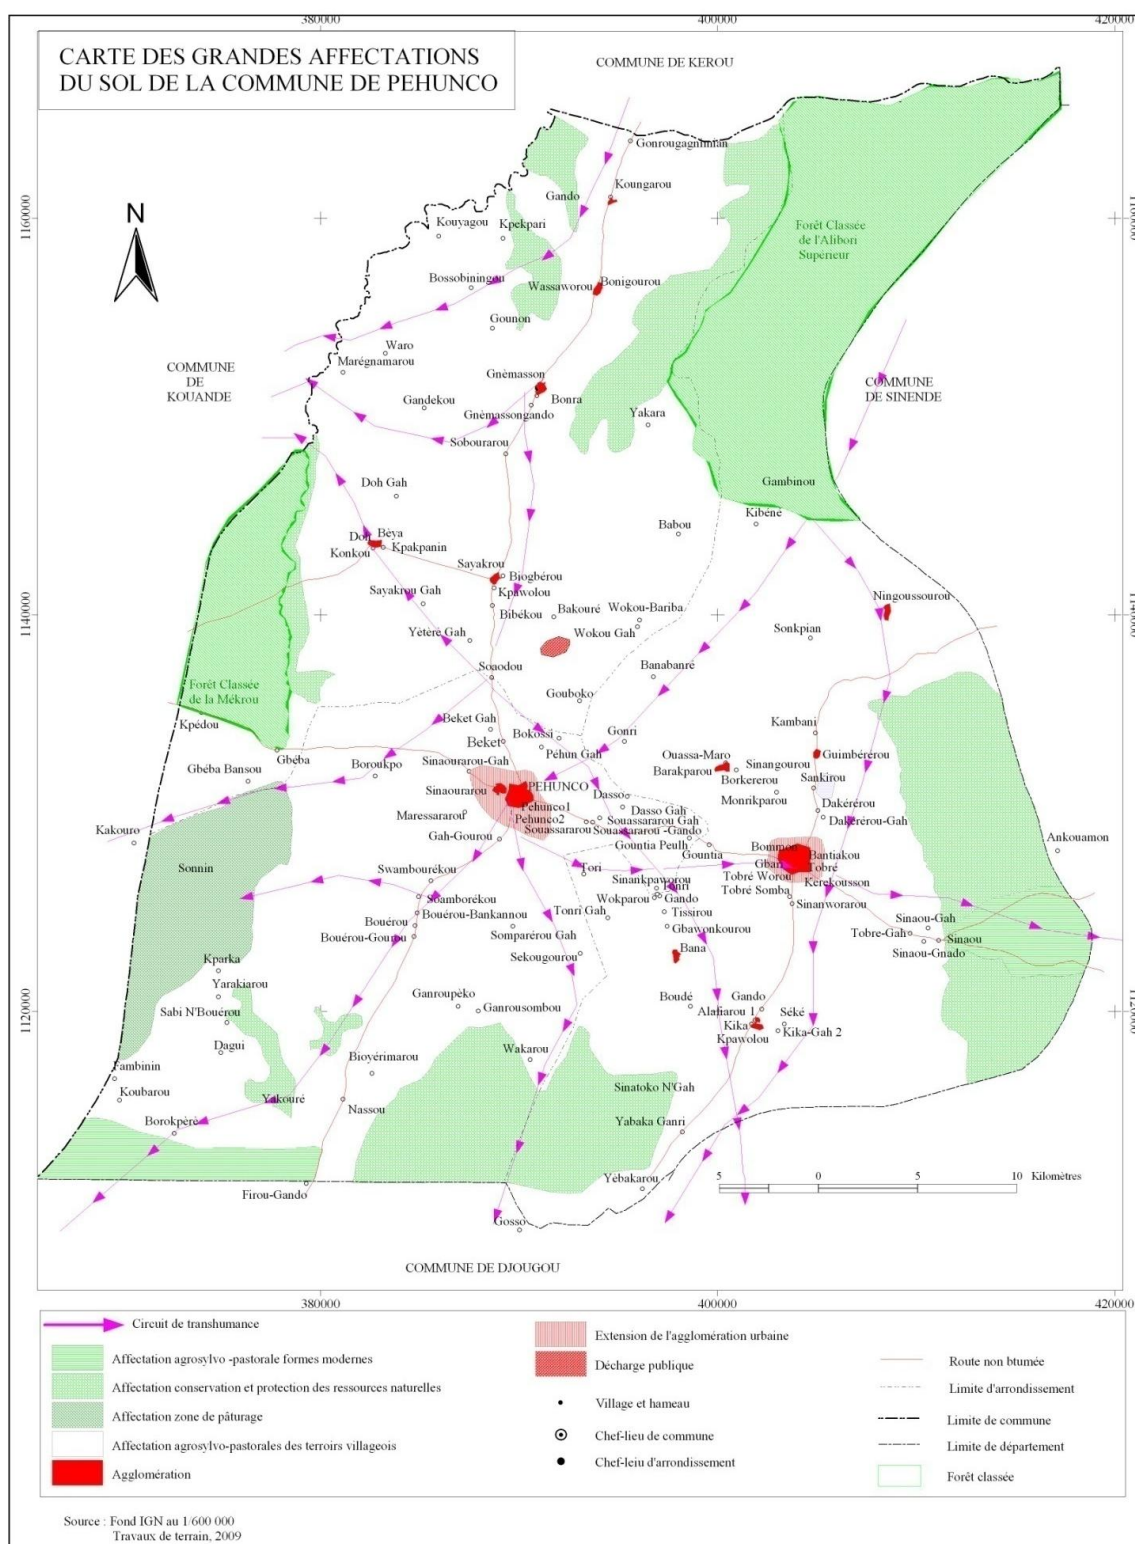 380000
400000
420000
CARTE DES GRANDES AFFECTATIONS
DU SOL DE LA COMMUNE DE PEHUNCO
COMMUNE DE KEROU
Gonrougagninnan
Koungarou
Gando
N
1160000
Kouyagou
Kpekpari
Forêt Classée
de l'Alibori
Supérieur
Bossobiningou
Wassaworou
Bonigourou
Gounon
Waro
Marégnamarou
COMMUNE
DE
KOUANDE
COMMUNE
DE SINENDE
Gnèmasson
Bonra
Gandekou
Gnèmassongando
Yakara
Sobourarou
Doh Gah
Gambinou
Kibéné
Babou
Doh
Bèya
Konkou
Kpakpanin
Sayakrou
Biogbérou
Kpawolou
Sayakrou Gah
Bibékou
Bakouré
Wokou-Bariba
Wokou Gah
Ningoussourou
1140000
Sonkpian
Yètèrè Gah
Soaodou
Banabanré
Forêt Classée
de la Mékrou
Kpédou
Gouboko
Beket Gah
Bokossi
Beket
Pehun Gah
Gonri
Kambani
Gbéba
Sinaourarou-Gah
Ouassa-Maro
Barakparou
Sinangourou
Guimbérérou
Gbéba Bansou
Boroukpo
Borkererou
Sankirou
Monrikparou
Sinaourarou
PEHUNCO
Pehunco1
Pehunco2
Dasso
Dasso Gah
Dakérérou
Dakérérou-Gah
Maressararou
Souassararou
Souassararou Gah
Souassararou -Gando
Kakouro
Gah-Gourou
Gountia Peulh
Gountia
Bommon
Bantiakou
Gbari
Tobré
Ankouamon
Sonnin
Swambourékou
Tori
Sinankpaworou
Tobré Worou
Kerekousson
Tobré Somba
Soamborékou
Wokparou
Gando
Sinanworarou
Bouérou
Bouérou-Bankannou
Tonri Gah
Tissirou
Sinaou-Gah
Bouérou-Gourou
Somparérou Gah
Gbawonkourou
Tobre-Gah
Sinaou
Sinaou-Gnado
Sekougourou
Bana
Kparka
Yarakiarou
Ganroupèko
Ganrousombou
Boudé
Gando
Alafiarou 1
1120000
Sabi N'Bouérou
Kika
Séké
Kpawolou
Kika-Gah 2
Dagui
Bioyérimarou
Wakarou
Fambinin
Koubarou
Yakouré
Nassou
Sinatoko N'Gah
Borokpèrè
Yabaka Ganri
Firou-Gando
Yébakarou
5 0 5 10 Kilomètres
Gosso
COMMUNE DE DJOUGOU
380000
400000
420000
Circuit de transhumance
Affectation agrosylvo -pastorale formes modernes
Affectation conservation et protection des ressources naturelles
Affectation zone de pâturage
Affectation agrosylvo-pastorales des terroirs villageois
Agglomération
Extension de l'agglomération urbaine
Décharge publique
Village et hameau
Chef-lieu de commune
Chef-leiu d'arrondissement
Route non btumée
Limite d'arrondissement
Limite de commune
Limite de département
Forêt classée
Source : Fond IGN au 1/600 000
Travaux de terrain, 2009